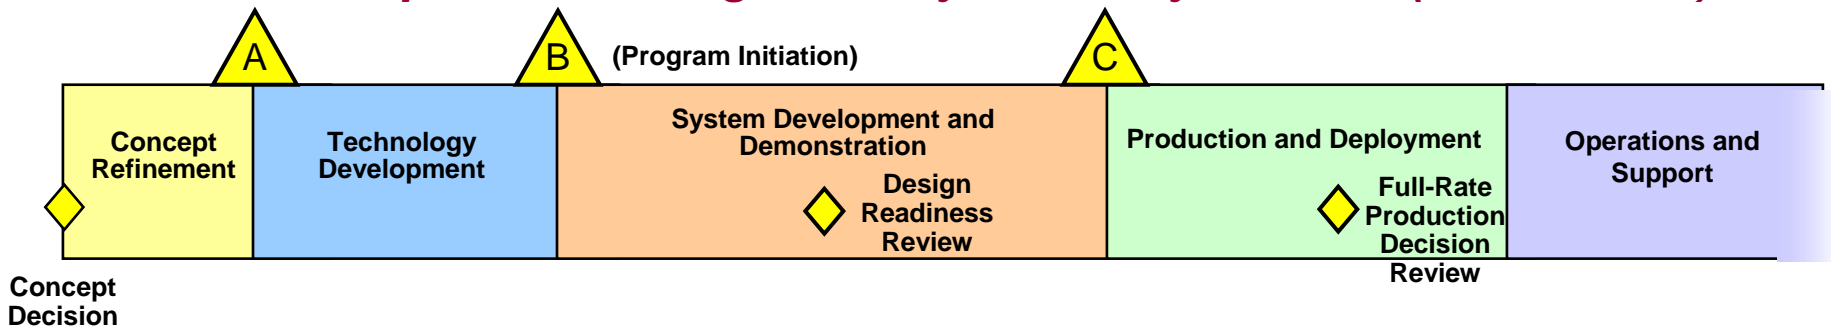 A
B
(Program Initiation)
C
Concept
Refinement
Technology
Development
System Development and
Demonstration
Design
Readiness
Review
Production and Deployment
Full-Rate
Production
Decision
Review
Operations and
Support
Concept
Decision